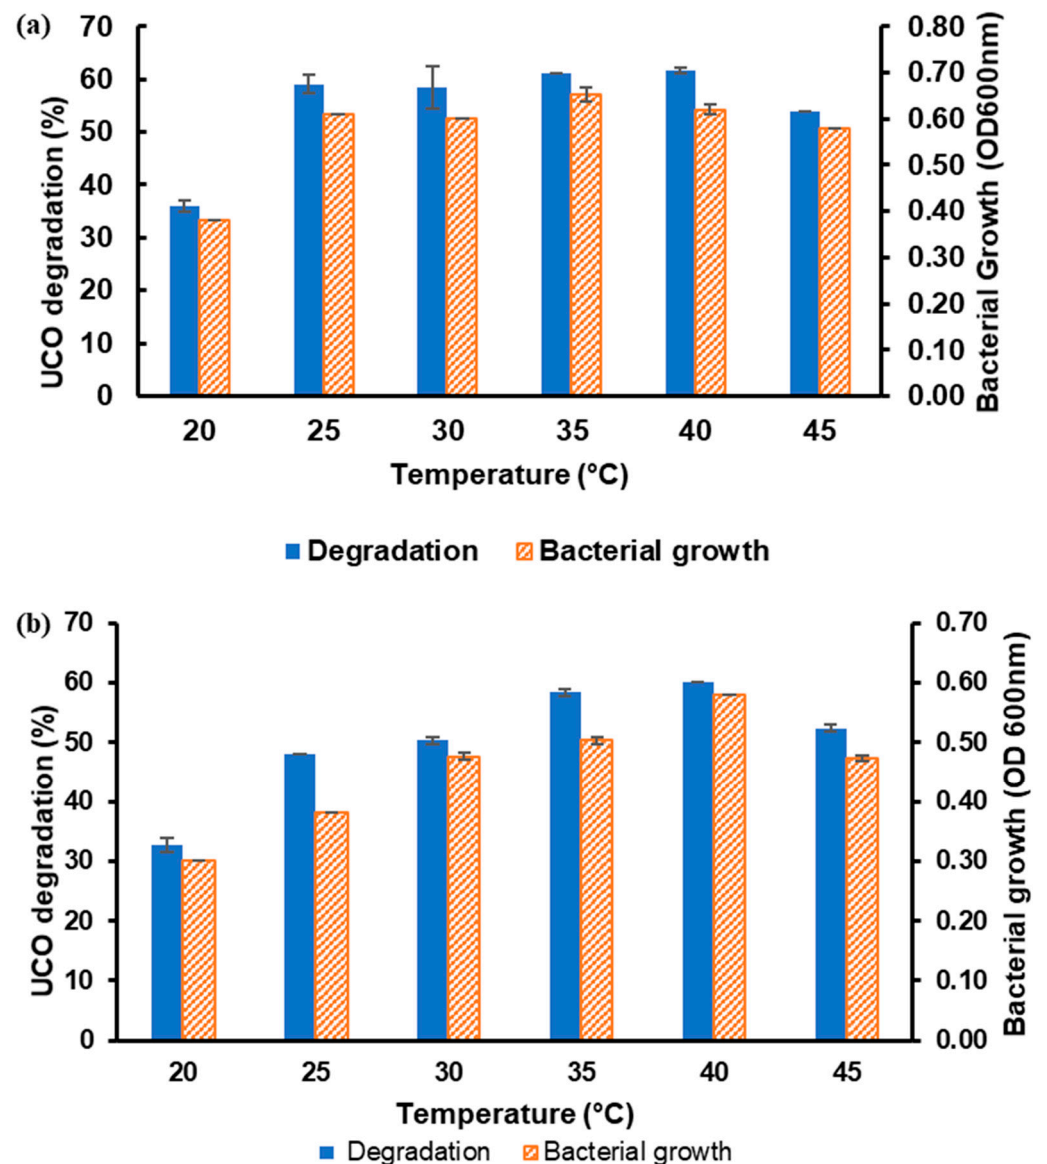 (a)
UCO degradation (%)
70
60
50
40
30
20
10
0
0.80
0.70
0.60
0.50
0.40
0.30
0.20
0.10
0.00
Bacterial Growth (OD600nm)
20 25 30 35 40 45
Temperature (°C)
Degradation Bacterial growth
(b)
UCO degradation (%)
70
60
50
40
30
20
10
0
0.70
0.60
0.50
0.40
0.30
0.20
0.10
0.00
Bacterial growth (OD 600nm)
20 25 30 35 40 45
Temperature (°C)
Degradation Bacterial growth